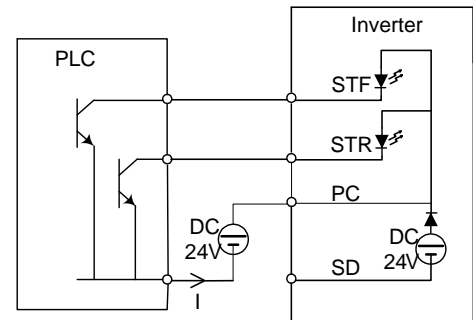 Inverter
PLC
STF
STR
PC
DC
24V
DC
24V
SD
I